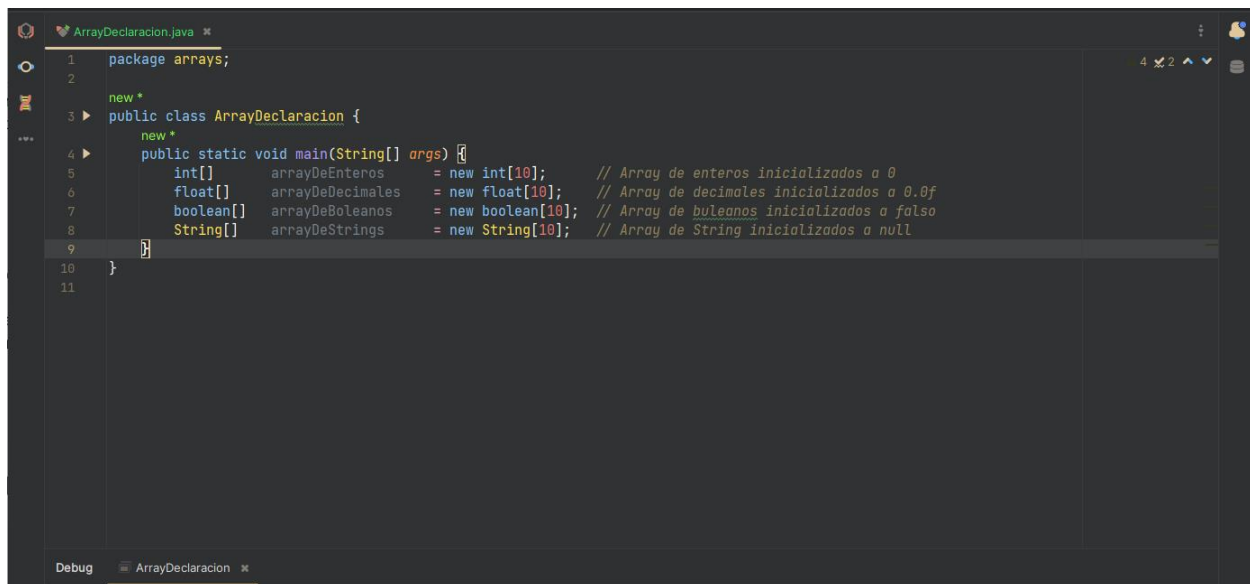 ArrayDeclaracion.java
1 package arrays; 4 2
2
new *
3 public class ArrayDeclaracion {
new *
4 public static void main(String[] args) {
5 int[] arrayDeEnteros = new int[10]; // Array de enteros inicializados a 0
6 float[] arrayDeDecimales = new float[10]; // Array de decimales inicializados a 0.0f
7 boolean[] arrayDeBoleanos = new boolean[10]; // Array de buleanos inicializados a falso
8 String[] arrayDeStrings = new String[10]; // Array de String inicializados a null
9 }
10 }
11
Debug ArrayDeclaracion